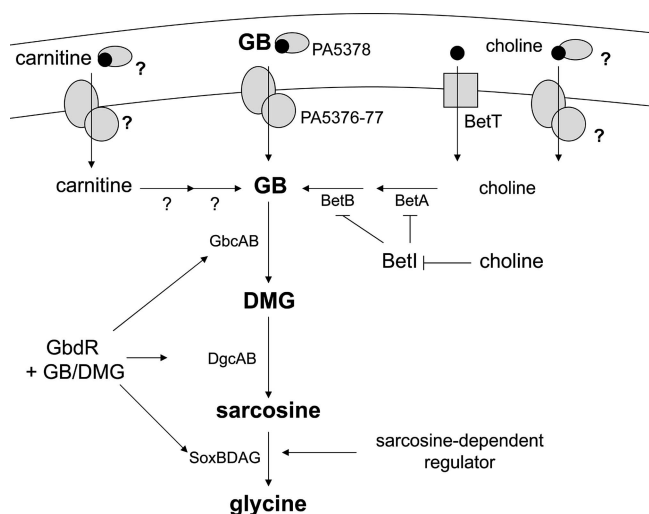 carnitine
?
GB
PA5378
choline
?
?
PA5376-77
BetT
?
carnitine
?
?
GB
BetB
BetA
choline
GbcAB
BetI
choline
DMG
GbdR
+ GB/DMG
DgcAB
sarcosine
SoxBDAG
sarcosine-dependent
regulator
glycine